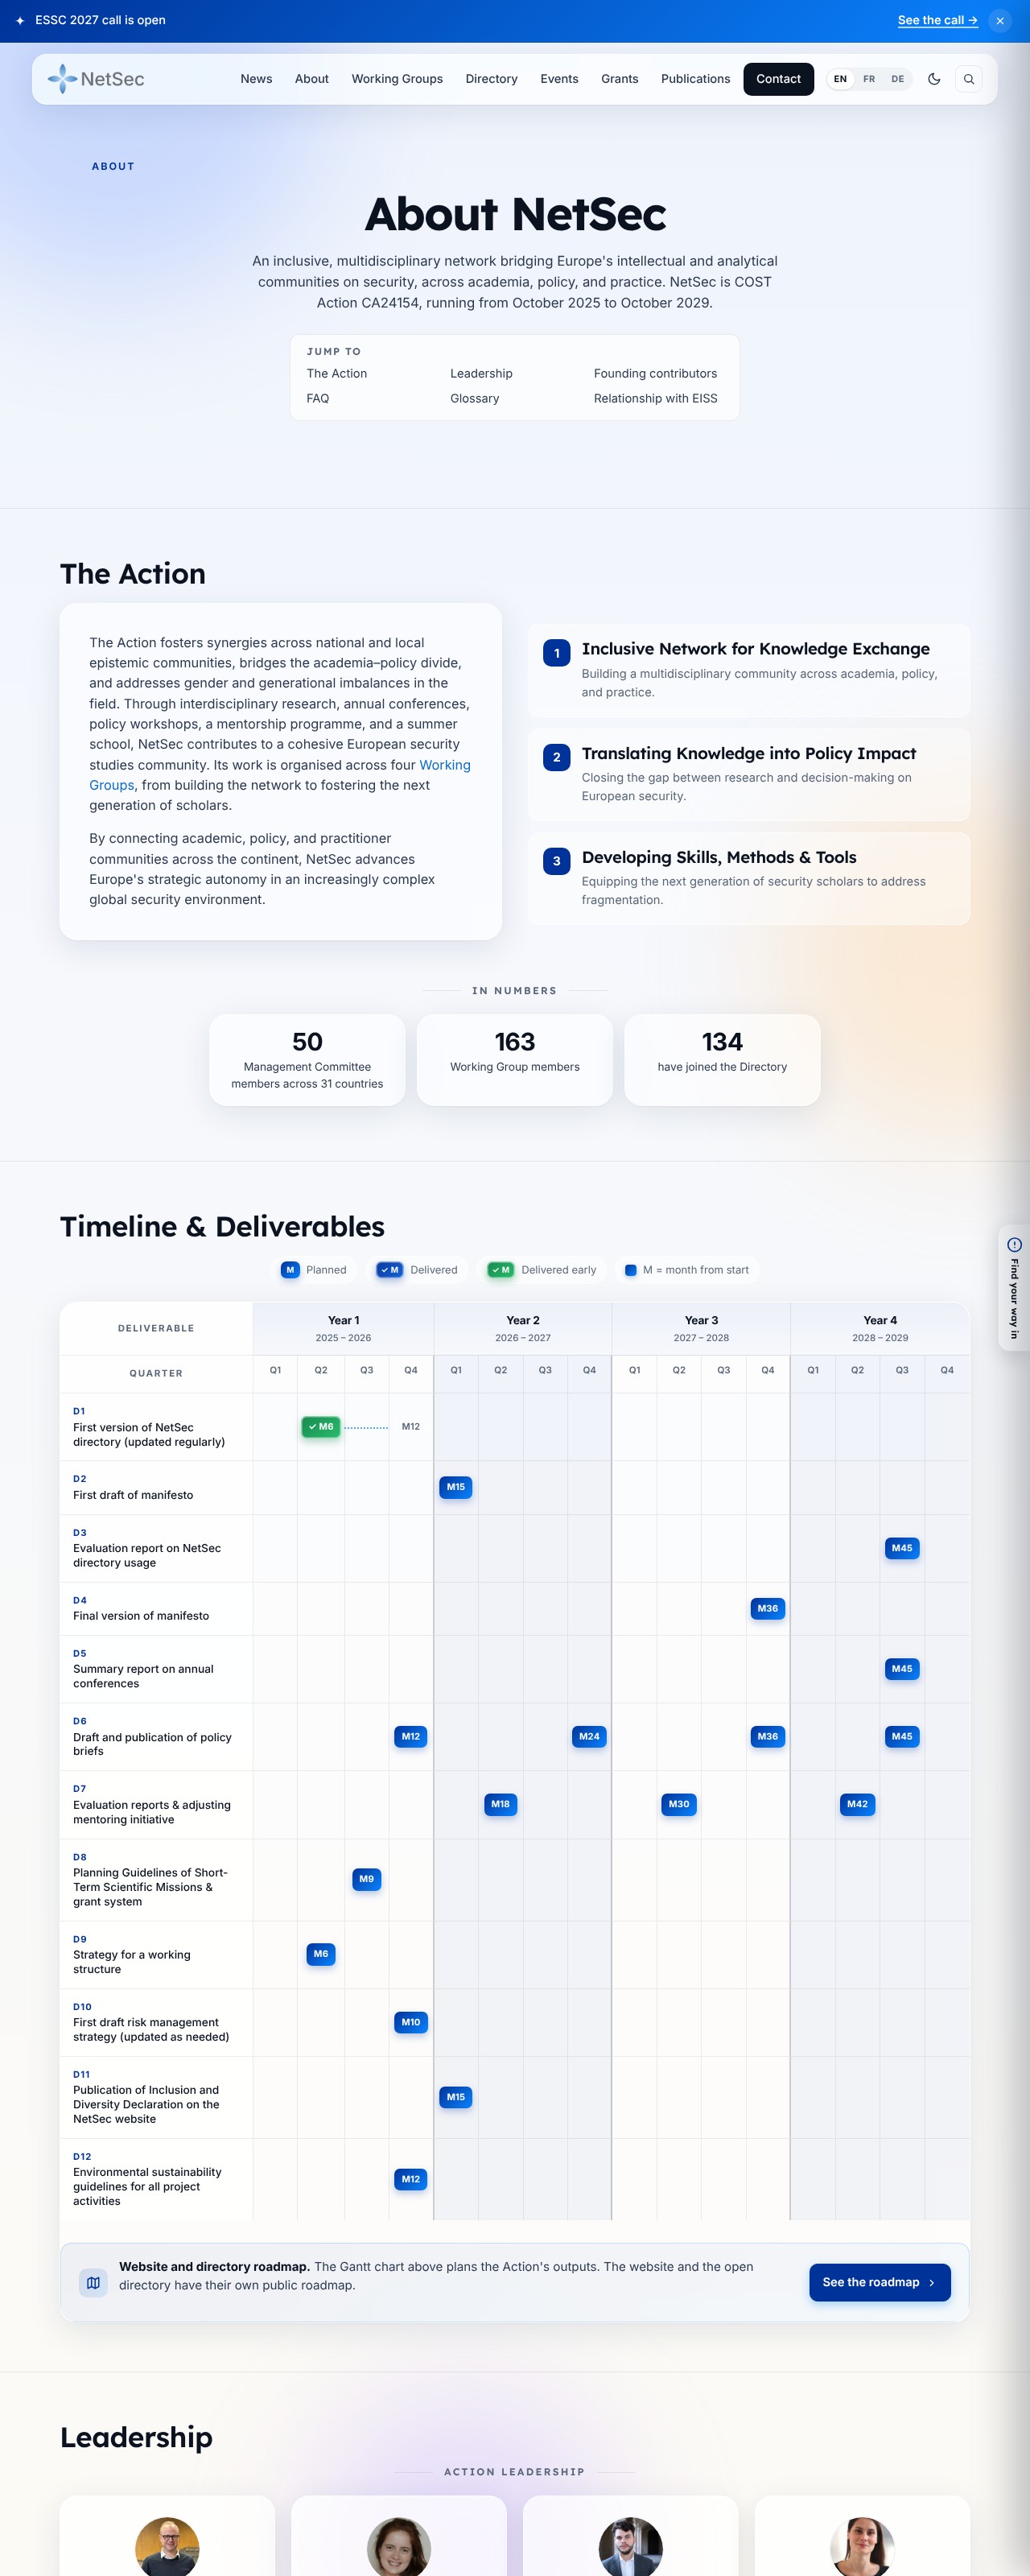 ESSC 2027 call is open
See the call →
NetSec
News
About
Working Groups
Directory
Events
Grants
Publications
Contact
EN
FR
DE
ABOUT
About NetSec
An inclusive, multidisciplinary network bridging Europe's intellectual and analytical
communities on security, across academia, policy, and practice. NetSec is COST
Action CA24154, running from October 2025 to October 2029.
JUMP TO
The Action
Leadership
Founding contributors
FAQ
Glossary
Relationship with EISS
The Action
The Action fosters synergies across national and local
epistemic communities, bridges the academia–policy divide,
and addresses gender and generational imbalances in the
field. Through interdisciplinary research, annual conferences,
policy workshops, a mentorship programme, and a summer
school, NetSec contributes to a cohesive European security
studies community. Its work is organised across four Working
Groups, from building the network to fostering the next
generation of scholars.
By connecting academic, policy, and practitioner
communities across the continent, NetSec advances
Europe's strategic autonomy in an increasingly complex
global security environment.
1
Inclusive Network for Knowledge Exchange
Building a multidisciplinary community across academia, policy,
and practice.
2
Translating Knowledge into Policy Impact
Closing the gap between research and decision-making on
European security.
3
Developing Skills, Methods & Tools
Equipping the next generation of security scholars to address
fragmentation.
IN NUMBERS
50
Management Committee
members across 31 countries
163
Working Group members
134
have joined the Directory
Find your way in
Timeline & Deliverables
M Planned
✓ M Delivered
✓ M Delivered early
M = month from start
DELIVERABLE
Year 1
2025 – 2026
Year 2
2026 – 2027
Year 3
2027 – 2028
Year 4
2028 – 2029
QUARTER
Q1 Q2 Q3 Q4 Q1 Q2 Q3 Q4 Q1 Q2 Q3 Q4 Q1 Q2 Q3 Q4
D1
First version of NetSec
directory (updated regularly)
✓ M6
M12
D2
First draft of manifesto
M15
D3
Evaluation report on NetSec
directory usage
M45
D4
Final version of manifesto
M36
D5
Summary report on annual
conferences
M45
D6
Draft and publication of policy
briefs
M12
M24
M36
M45
D7
Evaluation reports & adjusting
mentoring initiative
M18
M30
M42
D8
Planning Guidelines of Short-
Term Scientific Missions &
grant system
M9
D9
Strategy for a working
structure
M6
D10
First draft risk management
strategy (updated as needed)
M10
D11
Publication of Inclusion and
Diversity Declaration on the
NetSec website
M15
D12
Environmental sustainability
guidelines for all project
activities
M12
Website and directory roadmap. The Gantt chart above plans the Action's outputs. The website and the open
directory have their own public roadmap.
See the roadmap
Leadership
ACTION LEADERSHIP